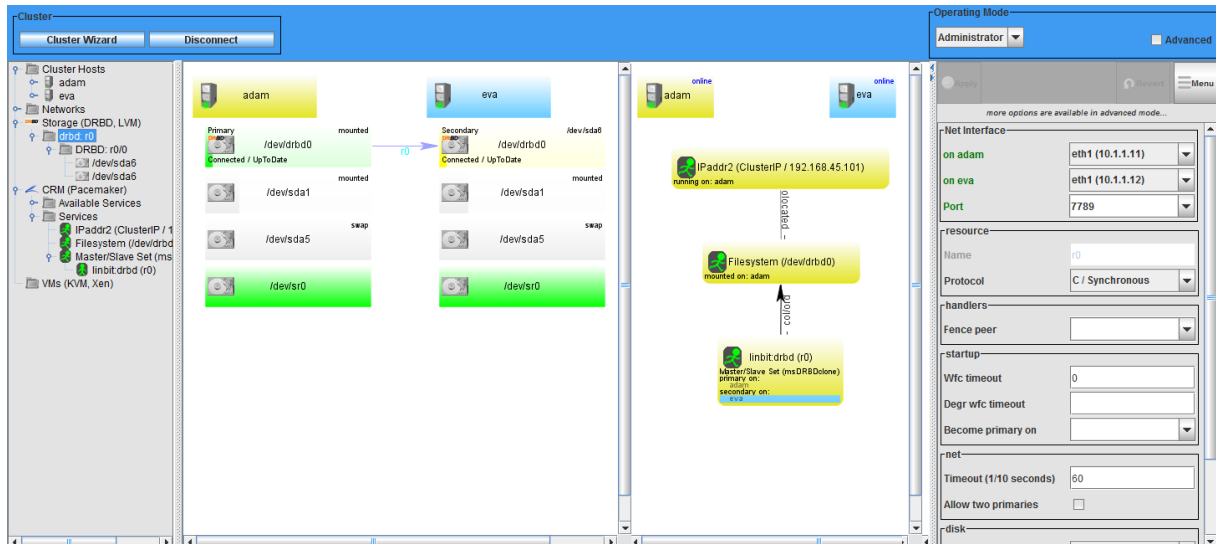 Cluster
Cluster Wizard
Disconnect
Operating Mode
Administrator
Advanced
Cluster Hosts
adam
eva
Networks
Storage (DRBD, LVM)
drbd: r0
DRBD: r0/0
/dev/sda6
/dev/sda6
CRM (Pacemaker)
Available Services
Services
IPaddr2 (ClusterIP / 1
Filesystem (/dev/drbd
Master/Slave Set (ms
linbit:drbd (r0)
VMs (KVM, Xen)
adam
eva
Primary mounted
/dev/drbd0
Connected / UpToDate
r0
Secondary /dev/sda6
/dev/drbd0
Connected / UpToDate
mounted
/dev/sda1
mounted
/dev/sda1
swap
/dev/sda5
swap
/dev/sda5
/dev/sr0
/dev/sr0
online
adam
online
eva
IPaddr2 (ClusterIP / 192.168.45.101)
running on: adam
olocated -
Filesystem (/dev/drbd0)
mounted on: adam
col/ord -
linbit:drbd (r0)
Master/Slave Set (msDRBDclone)
primary on:
adam
secondary on:
eva
Apply
Revert
Menu
more options are available in advanced mode...
Net Interface
on adam eth1 (10.1.1.11)
on eva eth1 (10.1.1.12)
Port 7789
resource
Name r0
Protocol C / Synchronous
handlers
Fence peer
startup
Wfc timeout 0
Degr wfc timeout
Become primary on
net
Timeout (1/10 seconds) 60
Allow two primaries
disk